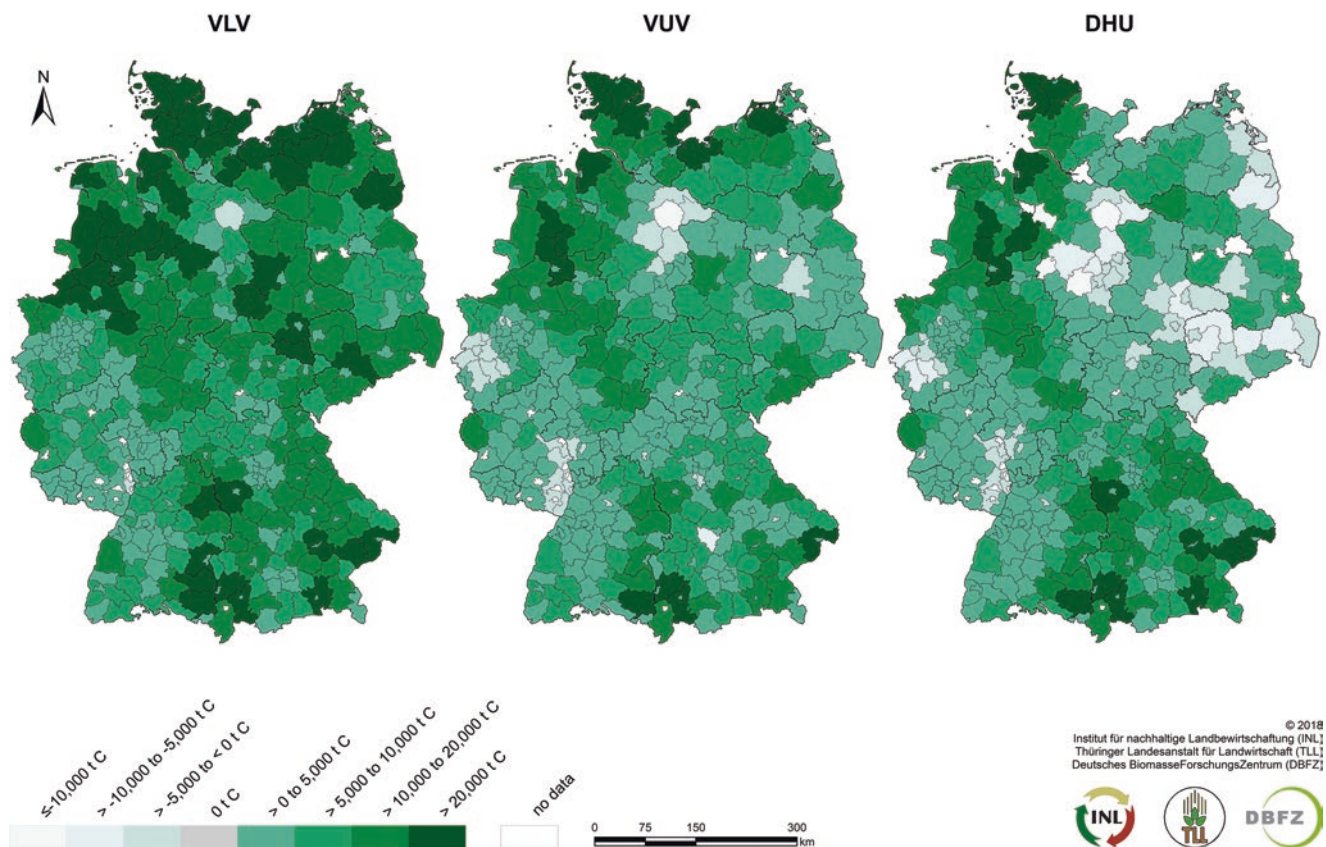 VLV
VUV
DHU
N
≤-10,000 t C
> -10,000 to -5,000 t C
> -5,000 to < 0 t C
0 t C
> 0 to 5,000 t C
> 5,000 to 10,000 t C
> 10,000 to 20,000 t C
> 20,000 t C
no data
0 75 150 300
km
© 2018
Institut für nachhaltige Landbewirtschaftung (INL)
Thüringer Landesanstalt für Landwirtschaft (TLL)
Deutsches BiomasseForschungsZentrum (DBFZ)
INL
TLL
DBFZ